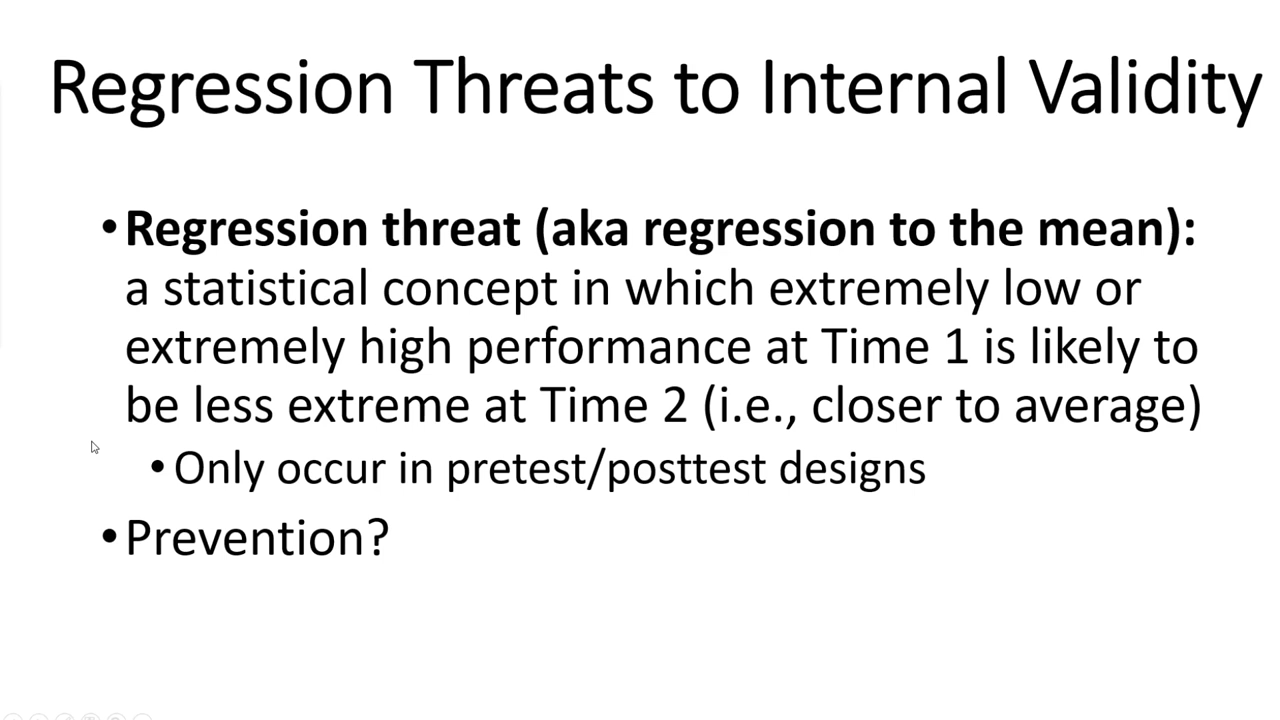 Regression Threats to Internal Validity
•Regression threat (aka regression to the mean):
a statistical concept in which extremely low or
extremely high performance at Time 1 is likely to
be less extreme at Time 2 (i.e., closer to average)
•Only occur in pretest/posttest designs
•Prevention?